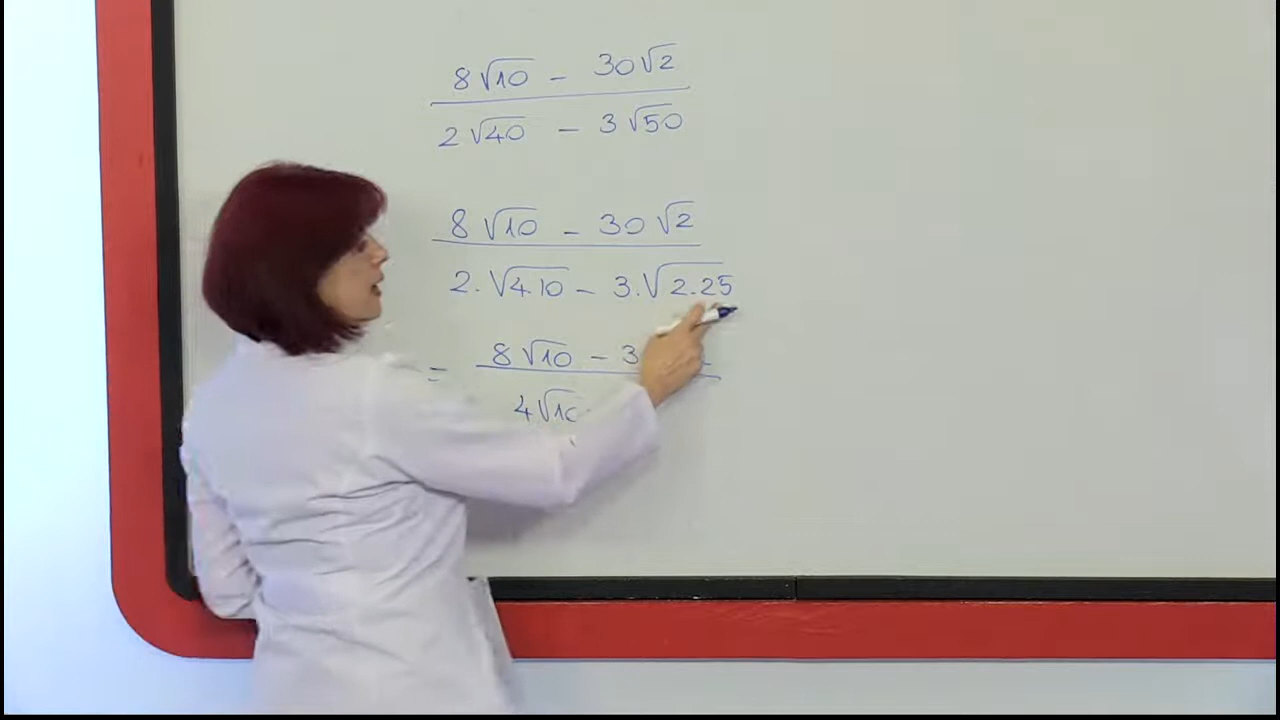 8√10 - 30√2
2√40 - 3√50
8√10 - 30√2
2.√4.10 - 3.√2.25
= 8√10 - 3
4√10